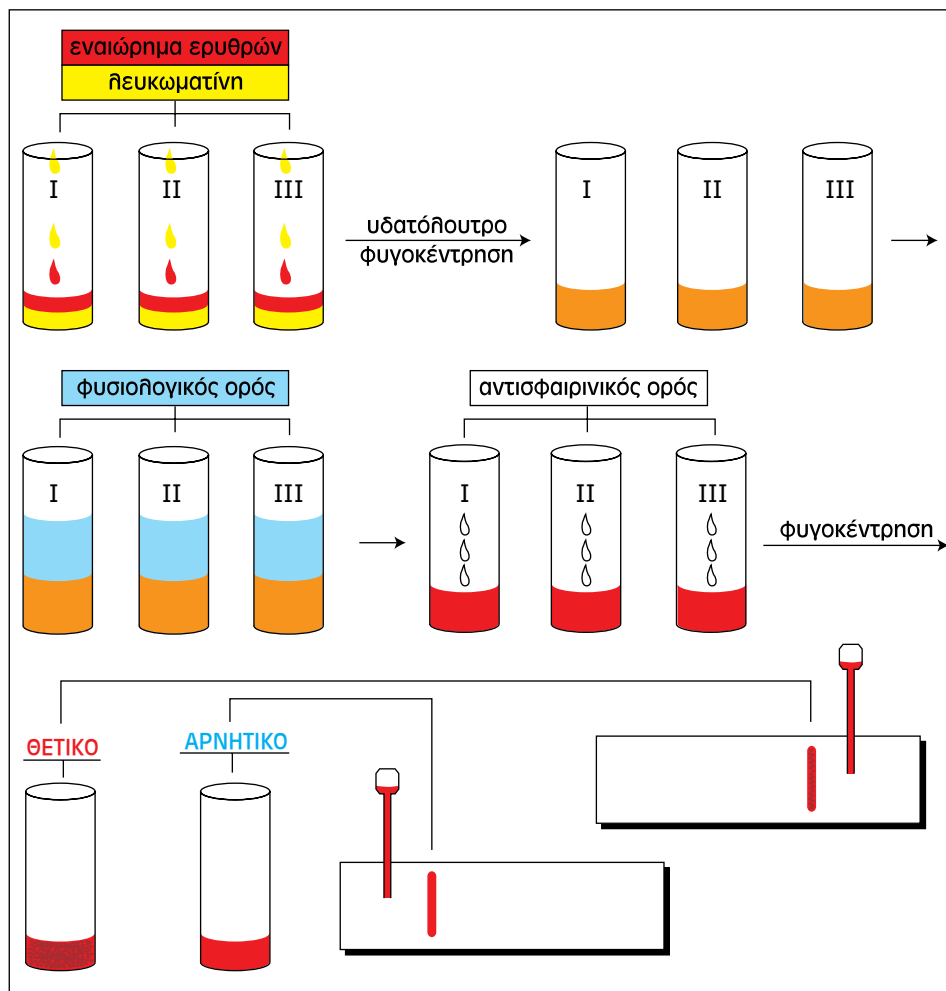 εναιώρημα ερυθρών
λευκωματίνη
I II III
υδατόλουτρο
φυγοκέντρηση
I II III
φυσιολογικός ορός
I II III
αντισφαιρινικός ορός
I II III
φυγοκέντρηση
ΘΕΤΙΚΟ
ΑΡΝΗΤΙΚΟ